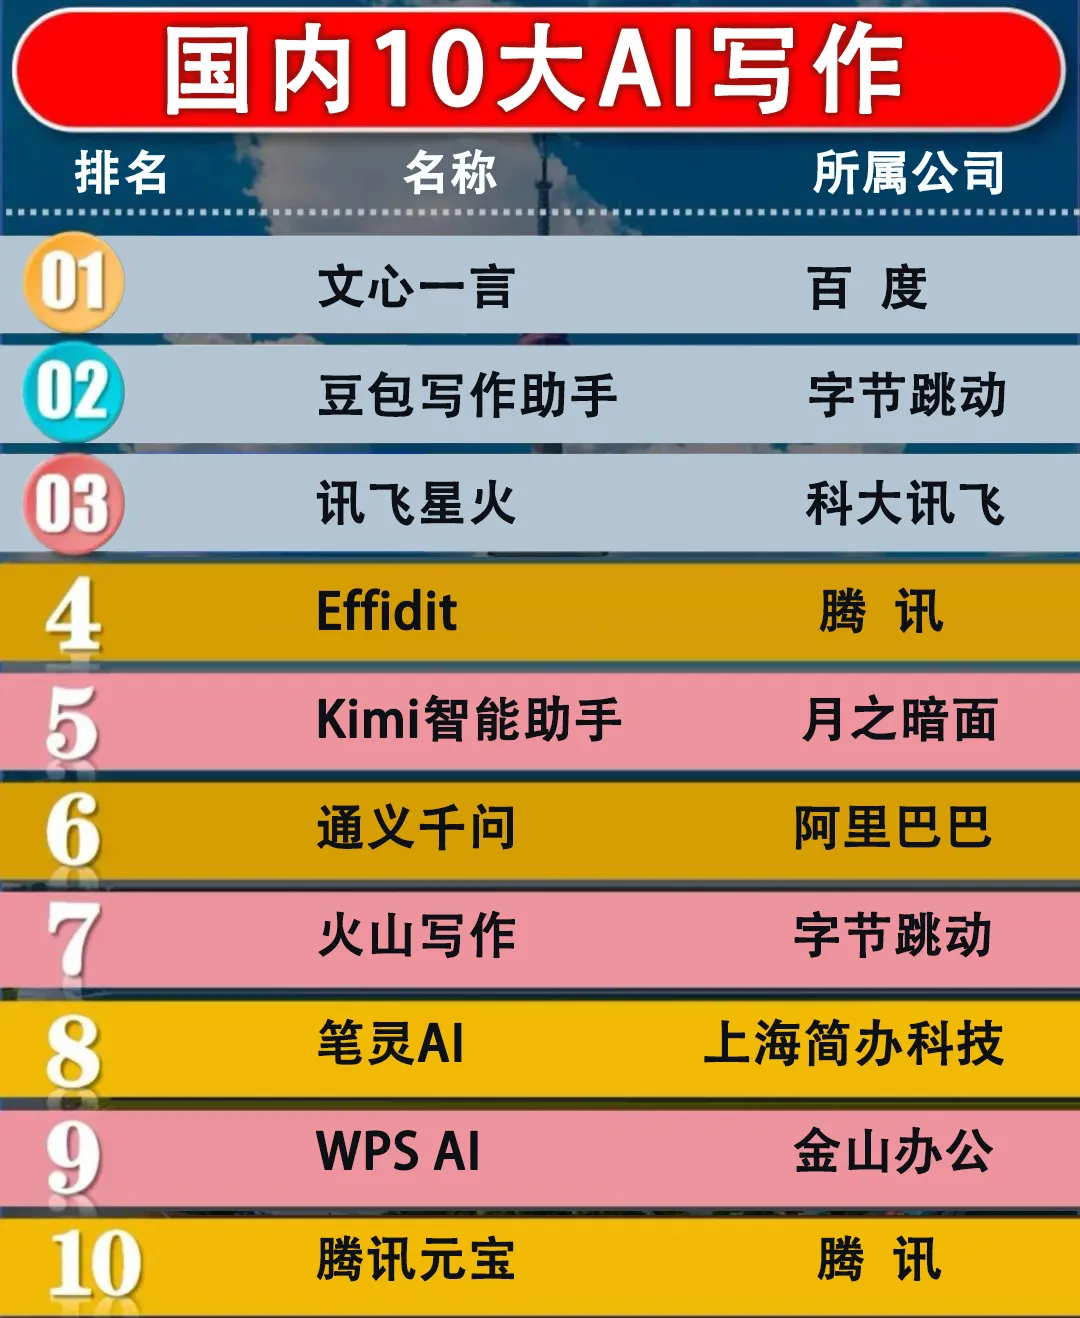 国内10大AI写作
排名 名称 所属公司
01 文心一言 百度
02 豆包写作助手 字节跳动
03 讯飞星火 科大讯飞
4 Effidit 腾讯
5 Kimi智能助手 月之暗面
6 通义千问 阿里巴巴
7 火山写作 字节跳动
8 笔灵AI 上海简办科技
9 WPS AI 金山办公
10 腾讯元宝 腾讯